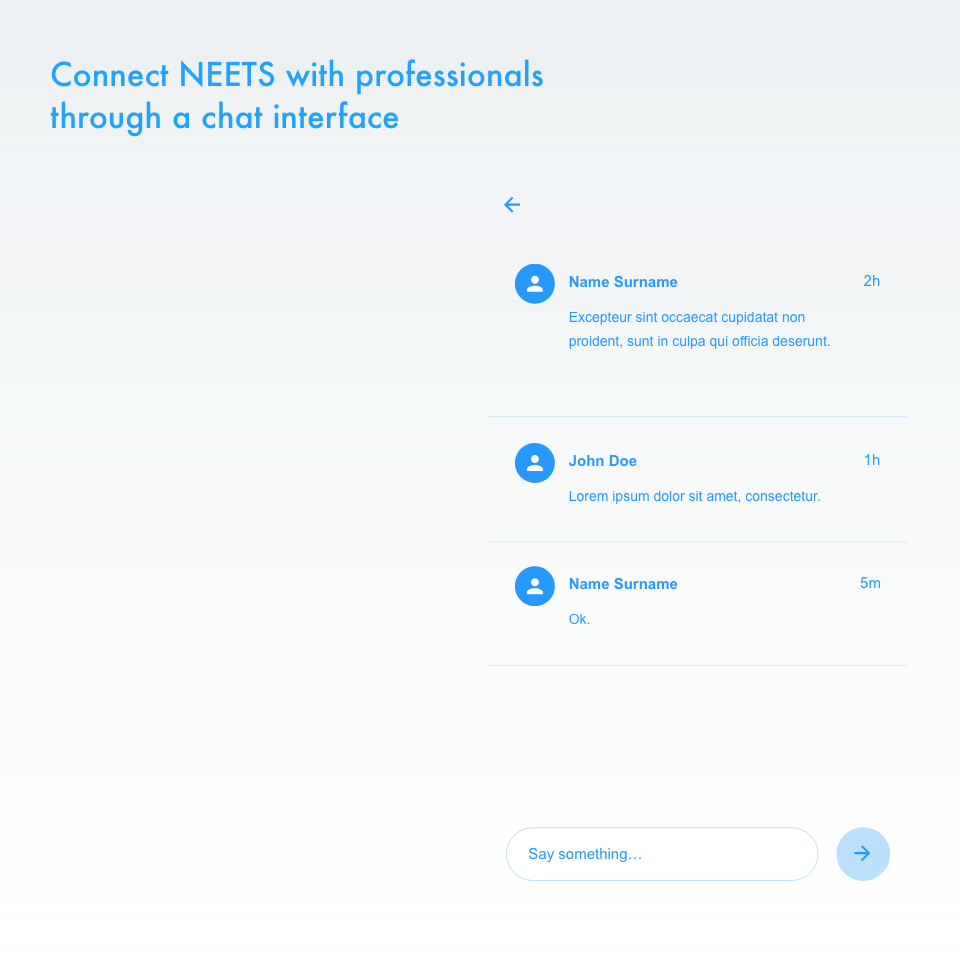 Connect NEETS with professionals
through a chat interface
Name Surname 2h
Excepteur sint occaecat cupidatat non
proident, sunt in culpa qui officia deserunt.
John Doe 1h
Lorem ipsum dolor sit amet, consectetur.
Name Surname 5m
Ok.
Say something…